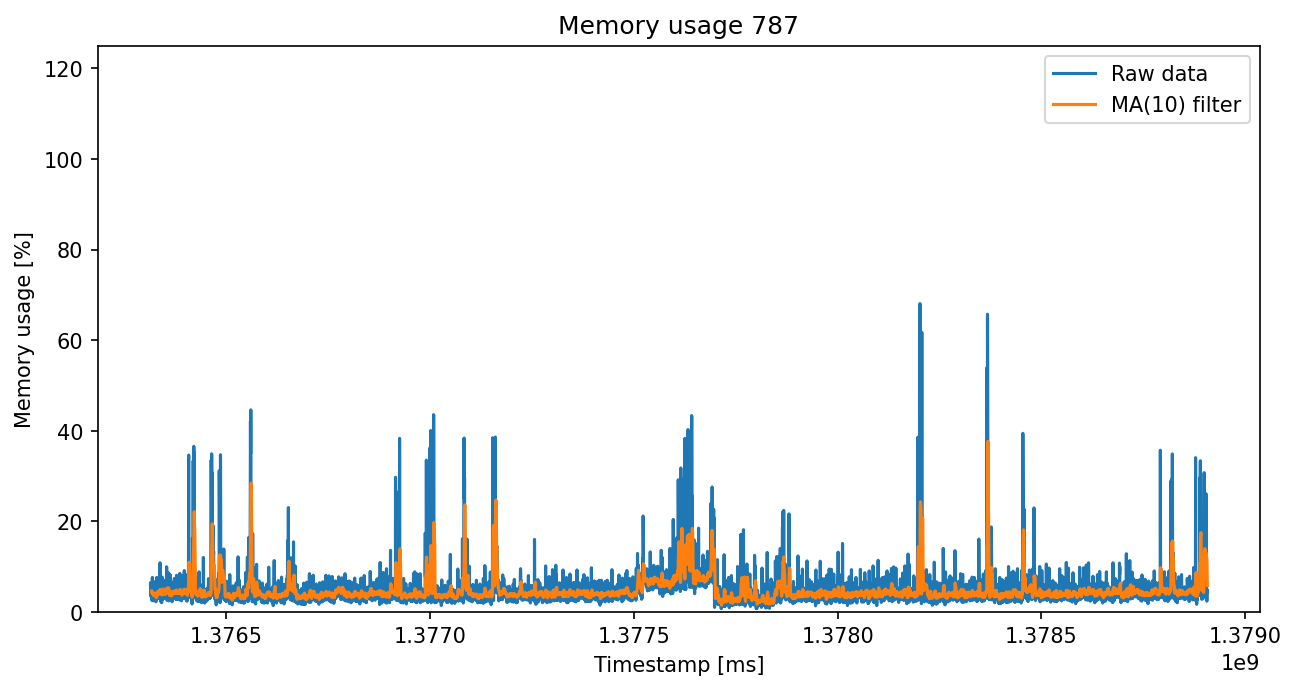 Memory usage 787
Raw data
MA(10) filter
Memory usage [%]
120
100
80
60
40
20
0
1.3765 1.3770 1.3775 1.3780 1.3785 1.3790
1e9
Timestamp [ms]